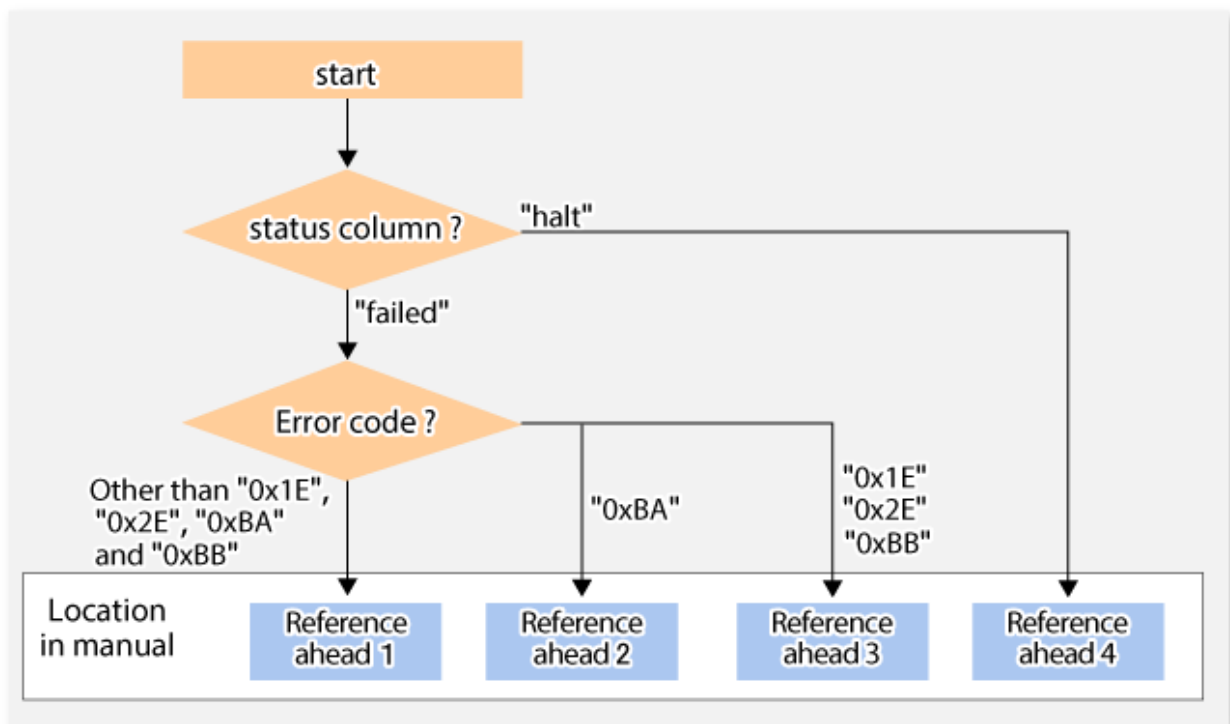 start
status column ?
"halt"
"failed"
Error code ?
Other than "0x1E",
"0x2E", "0xBA"
and "0xBB"
"0xBA"
"0x1E"
"0x2E"
"0xBB"
Location
in manual
Reference
ahead 1
Reference
ahead 2
Reference
ahead 3
Reference
ahead 4